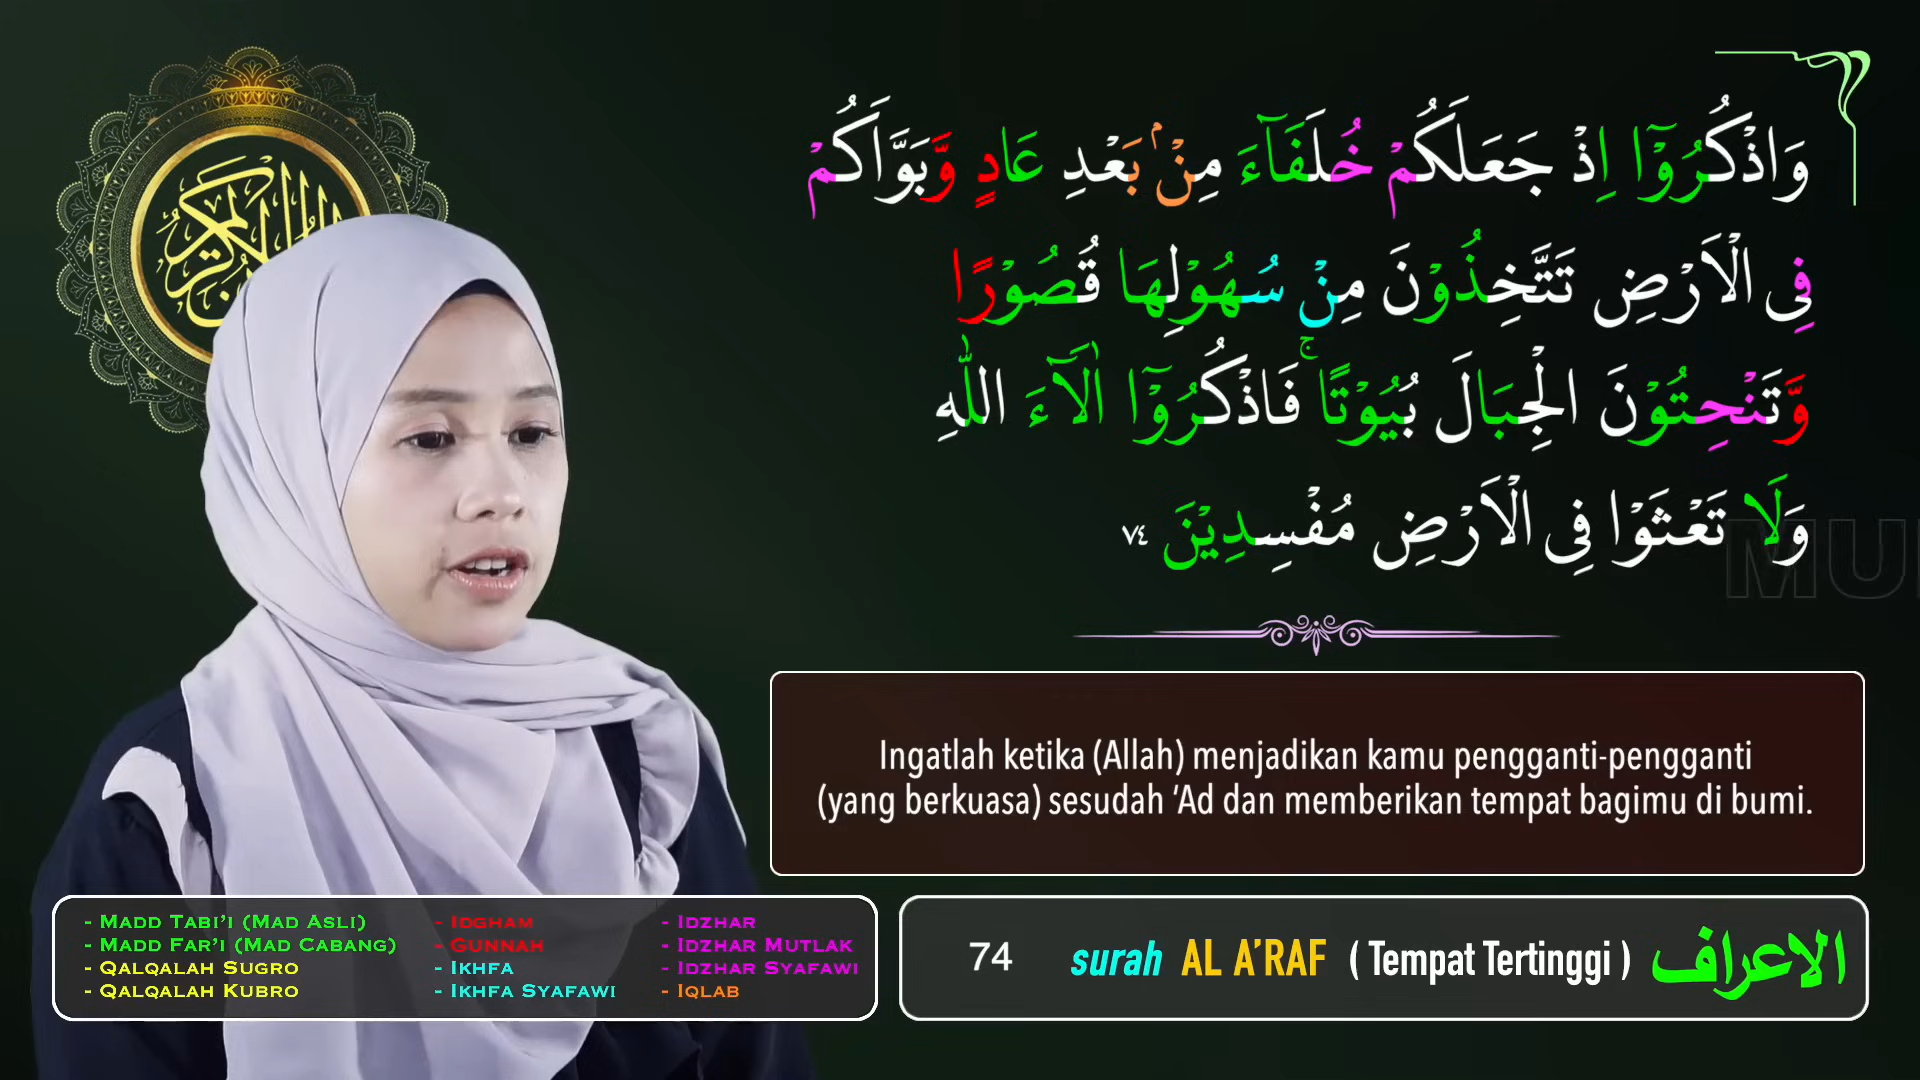 وَاذْكُرُوْٓا اِذْ جَعَلَكُمْ خُلَفَاۤءَ مِنْۢ بَعْدِ عَادٍ وَّبَوَّاَكُمْ
فِى الْاَرْضِ تَتَّخِذُوْنَ مِنْ سُهُوْلِهَا قُصُوْرًا
وَّتَنْحِتُوْنَ الْجِبَالَ بُيُوْتًاۚ فَاذْكُرُوْٓا اٰلَاۤءَ اللّٰهِ
وَلَا تَعْثَوْا فِى الْاَرْضِ مُفْسِدِيْنَ ٧٤
Ingatlah ketika (Allah) menjadikan kamu pengganti-pengganti
(yang berkuasa) sesudah ‘Ad dan memberikan tempat bagimu di bumi.
- MADD TABI’I (MAD ASLI)
- MADD FAR’I (MAD CABANG)
- QALQALAH SUGRO
- QALQALAH KUBRO
- IDGHAM
- GUNNAH
- IKHFA
- IKHFA SYAFAWI
- IDZHAR
- IDZHAR MUTLAK
- IDZHAR SYAFAWI
- IQLAB
74 surah AL A’RAF ( Tempat Tertinggi ) الاعراف